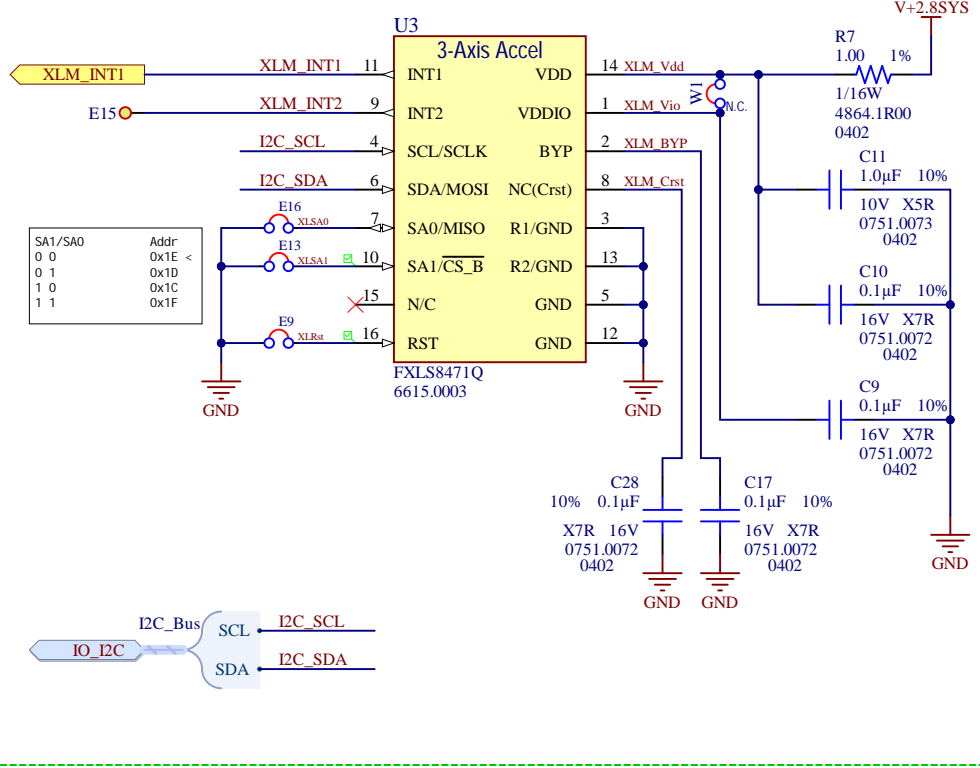 V+2.8SYS
U3
3-Axis Accel
R7
1.00 1%
1/16W
4864.1R00
0402
XLM_INT1
XLM_INT1 11 INT1
VDD 14 XLM_Vdd
W1
N.C.
E15
XLM_INT2 9 INT2
VDDIO 1 XLM_Vio
I2C_SCL 4 SCL/SCLK
BYP 2 XLM_BYP
I2C_SDA 6 SDA/MOSI
NC(Crst) 8 XLM_Crst
E16
XLSA0 7 SA0/MISO
R1/GND 3
E13
XLSA1 10 SA1/CS_B
R2/GND 13
15 N/C
GND 5
E9
XLRst 16 RST
GND 12
FXLS8471Q
6615.0003
GND
GND
SA1/SA0 Addr
0 0 0x1E <
0 1 0x1D
1 0 0x1C
1 1 0x1F
C11
1.0µF 10%
10V X5R
0751.0073
0402
C10
0.1µF 10%
16V X7R
0751.0072
0402
C9
0.1µF 10%
16V X7R
0751.0072
0402
GND
C28
10% 0.1µF
X7R 16V
0751.0072
0402
GND
C17
0.1µF 10%
16V X7R
0751.0072
0402
GND
IO_I2C
I2C_Bus
SCL I2C_SCL
SDA I2C_SDA